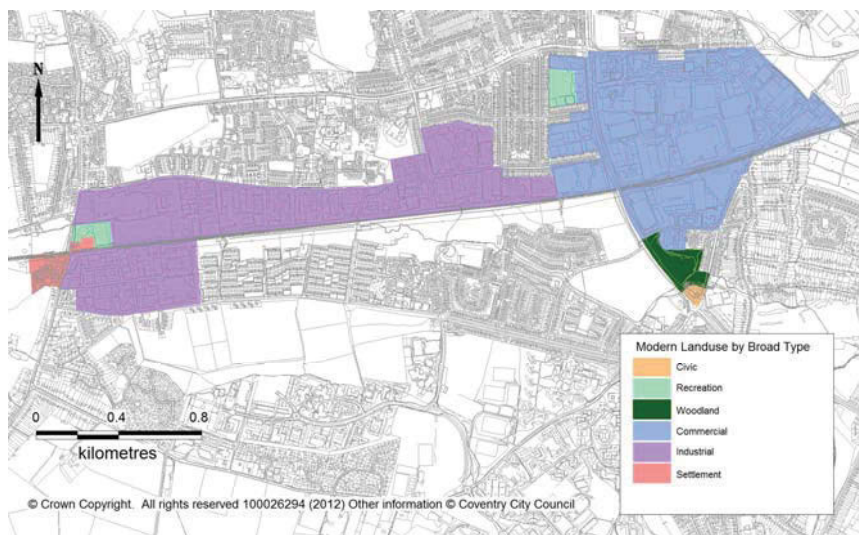 N
Modern Landuse by Broad Type
Civic
Recreation
Woodland
Commercial
Industrial
Settlement
0 0.4 0.8
kilometres
© Crown Copyright. All rights reserved 100026294 (2012) Other information © Coventry City Council